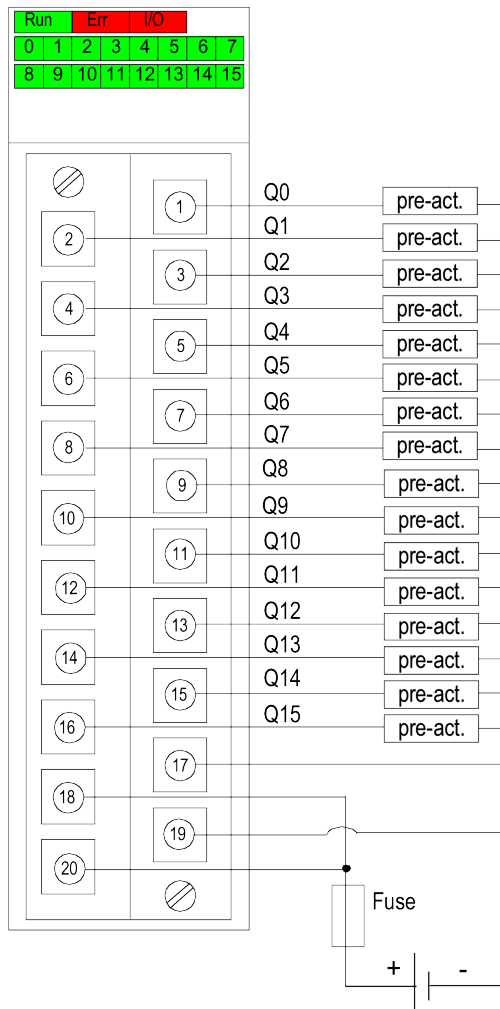 Run Err I/O
0 1 2 3 4 5 6 7
8 9 10 11 12 13 14 15
1 Q0 pre-act.
2 Q1 pre-act.
3 Q2 pre-act.
4 Q3 pre-act.
5 Q4 pre-act.
6 Q5 pre-act.
7 Q6 pre-act.
8 Q7 pre-act.
9 Q8 pre-act.
10 Q9 pre-act.
11 Q10 pre-act.
12 Q11 pre-act.
13 Q12 pre-act.
14 Q13 pre-act.
15 Q14 pre-act.
16 Q15 pre-act.
17
18
19
20
Fuse
+ -